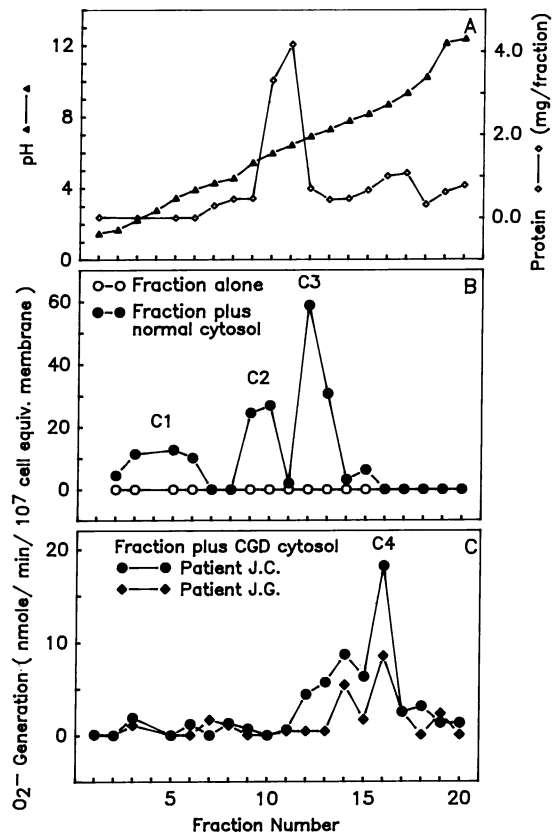 A
12
8
4
0
pH
4.0
2.0
0.0
Protein (mg/fraction)
B
Fraction alone
Fraction plus
normal cytosol
C1
C2
C3
60
40
20
0
O2− Generation ( nmole/ min/ 10^7 cell equiv. membrane )
C
Fraction plus CGD cytosol
Patient J.C.
Patient J.G.
C4
20
10
0
5 10 15 20
Fraction Number